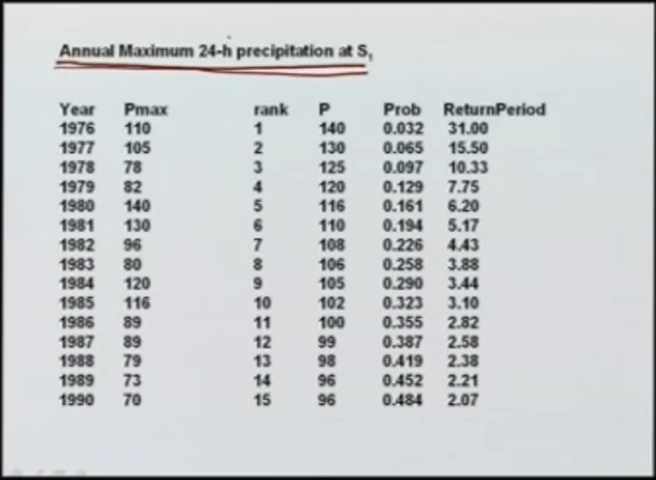 Annual Maximum 24-h precipitation at S1
Year Pmax rank P Prob ReturnPeriod
1976 110 1 140 0.032 31.00
1977 105 2 130 0.065 15.50
1978 78 3 125 0.097 10.33
1979 82 4 120 0.129 7.75
1980 140 5 116 0.161 6.20
1981 130 6 110 0.194 5.17
1982 96 7 108 0.226 4.43
1983 80 8 106 0.258 3.88
1984 120 9 105 0.290 3.44
1985 116 10 102 0.323 3.10
1986 89 11 100 0.355 2.82
1987 89 12 99 0.387 2.58
1988 79 13 98 0.419 2.38
1989 73 14 96 0.452 2.21
1990 70 15 96 0.484 2.07